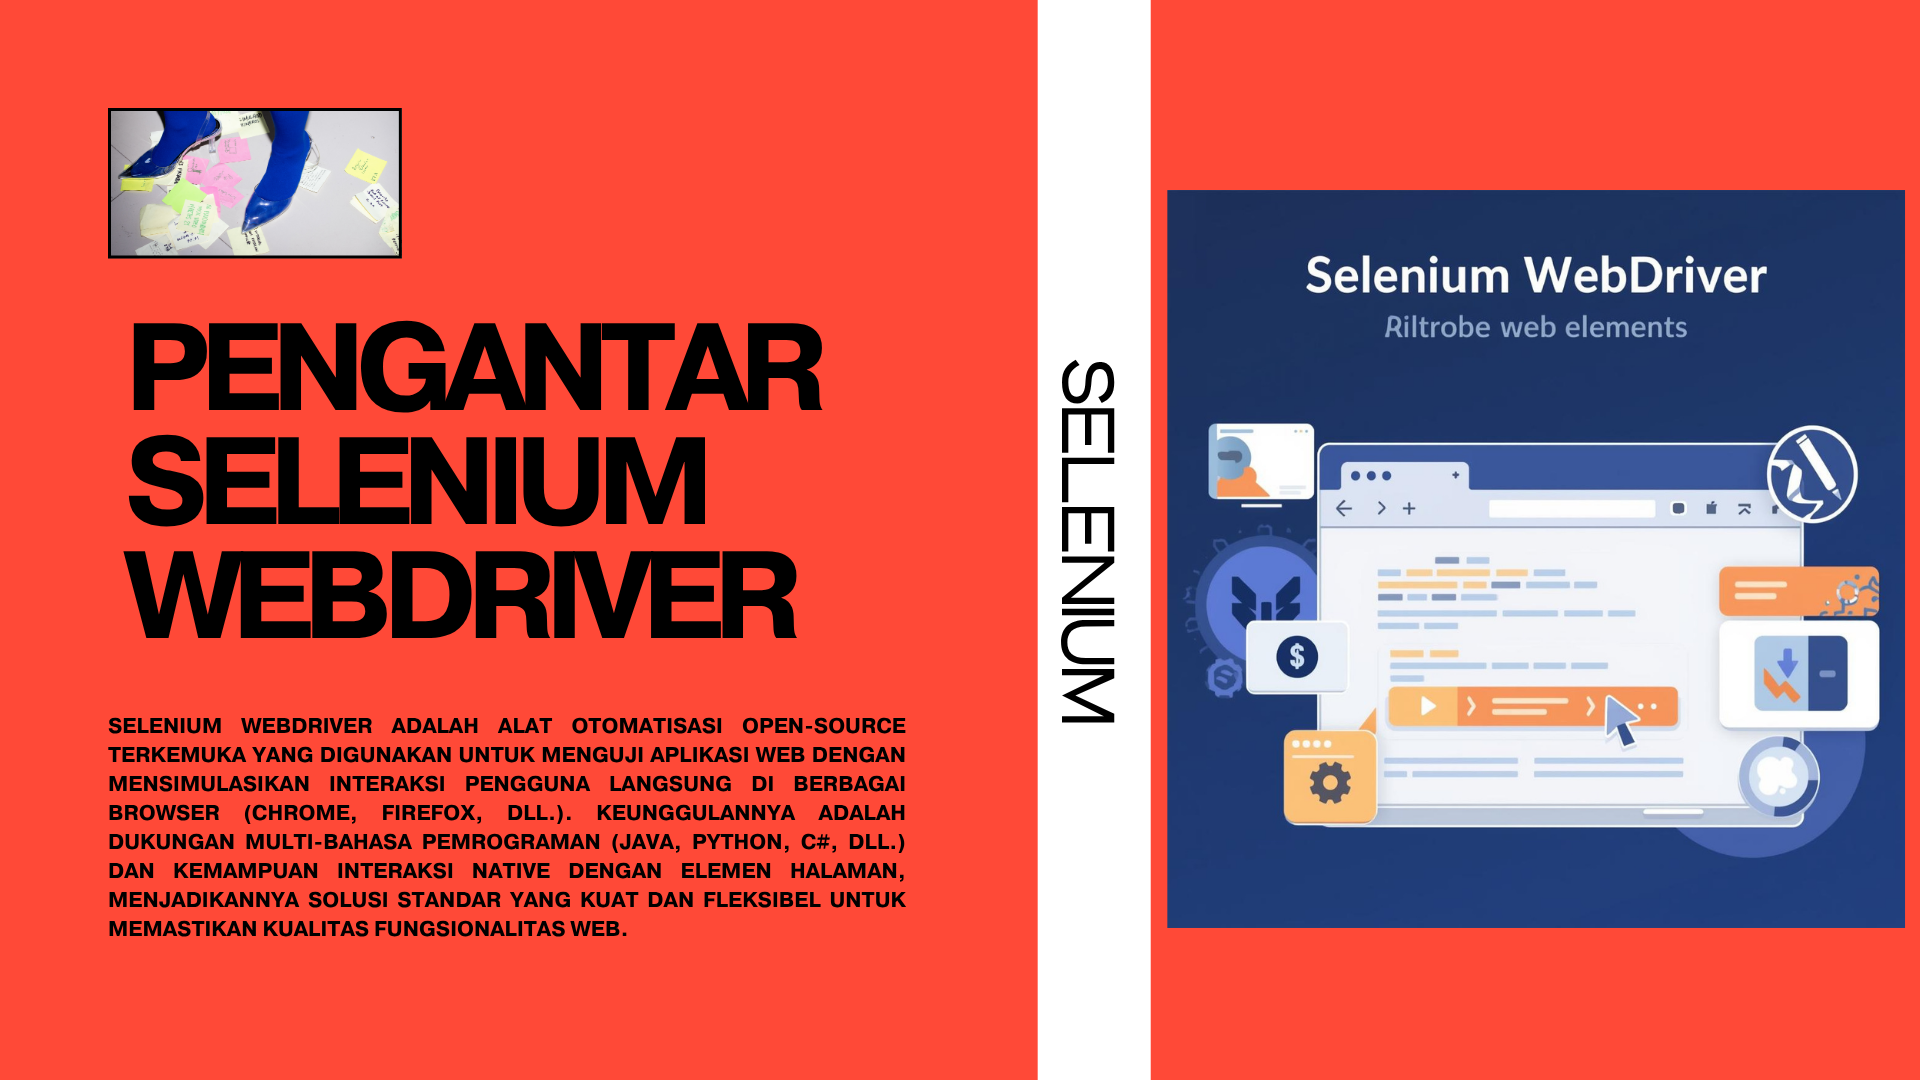 PENGANTAR
SELENIUM
WEBDRIVER
SELENIUM WEBDRIVER ADALAH ALAT OTOMATISASI OPEN-SOURCE
TERKEMUKA YANG DIGUNAKAN UNTUK MENGUJI APLIKASI WEB DENGAN
MENSIMULASIKAN INTERAKSI PENGGUNA LANGSUNG DI BERBAGAI
BROWSER (CHROME, FIREFOX, DLL.). KEUNGGULANNYA ADALAH
DUKUNGAN MULTI-BAHASA PEMROGRAMAN (JAVA, PYTHON, C#, DLL.)
DAN KEMAMPUAN INTERAKSI NATIVE DENGAN ELEMEN HALAMAN,
MENJADIKANNYA SOLUSI STANDAR YANG KUAT DAN FLEKSIBEL UNTUK
MEMASTIKAN KUALITAS FUNGSIONALITAS WEB.
SELENIUM
Selenium WebDriver
Riltrobe web elements
$